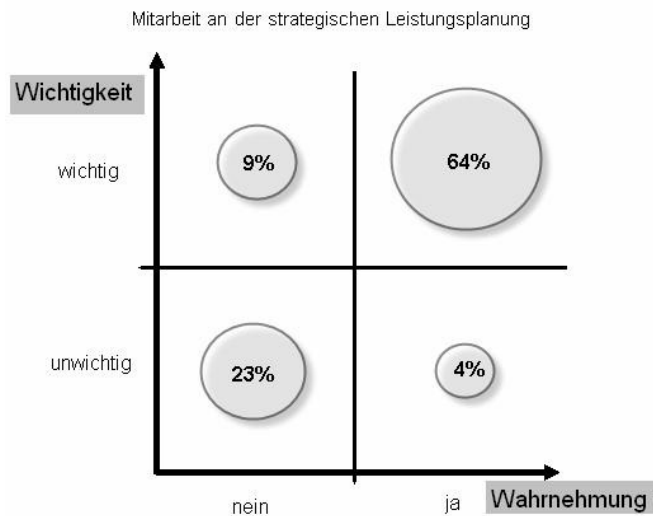 Mitarbeit an der strategischen Leistungsplanung
Wichtigkeit
wichtig
9%
64%
unwichtig
23%
4%
nein
ja
Wahrnehmung